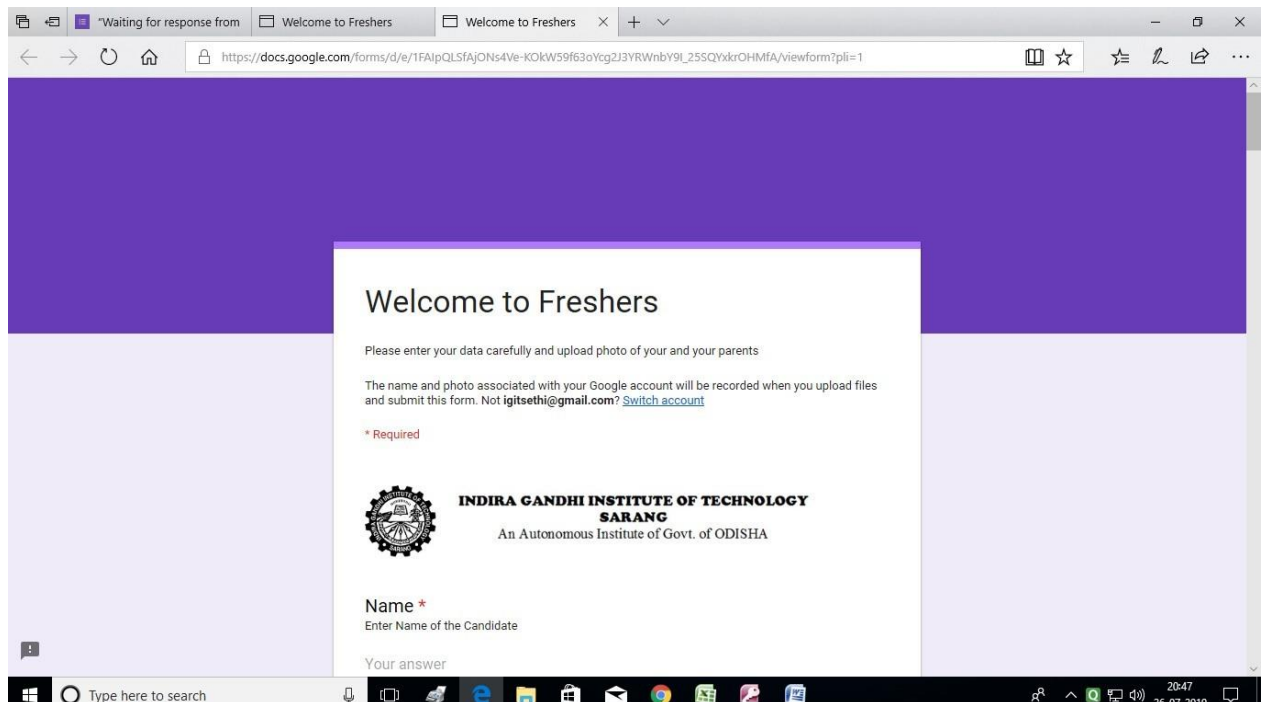 "Waiting for response from
Welcome to Freshers
Welcome to Freshers
https://docs.google.com/forms/d/e/1FAIpQLSfAjONs4Ve-KOkW59f63oYcg2J3YRWnbY9I_25SQYxkrOHMfA/viewform?pli=1
Welcome to Freshers
Please enter your data carefully and upload photo of your and your parents
The name and photo associated with your Google account will be recorded when you upload files
and submit this form. Not igitsethi@gmail.com? Switch account
* Required
INDIRA GANDHI INSTITUTE OF TECHNOLOGY
SARANG
An Autonomous Institute of Govt. of ODISHA
Name *
Enter Name of the Candidate
Your answer
Type here to search
20:47